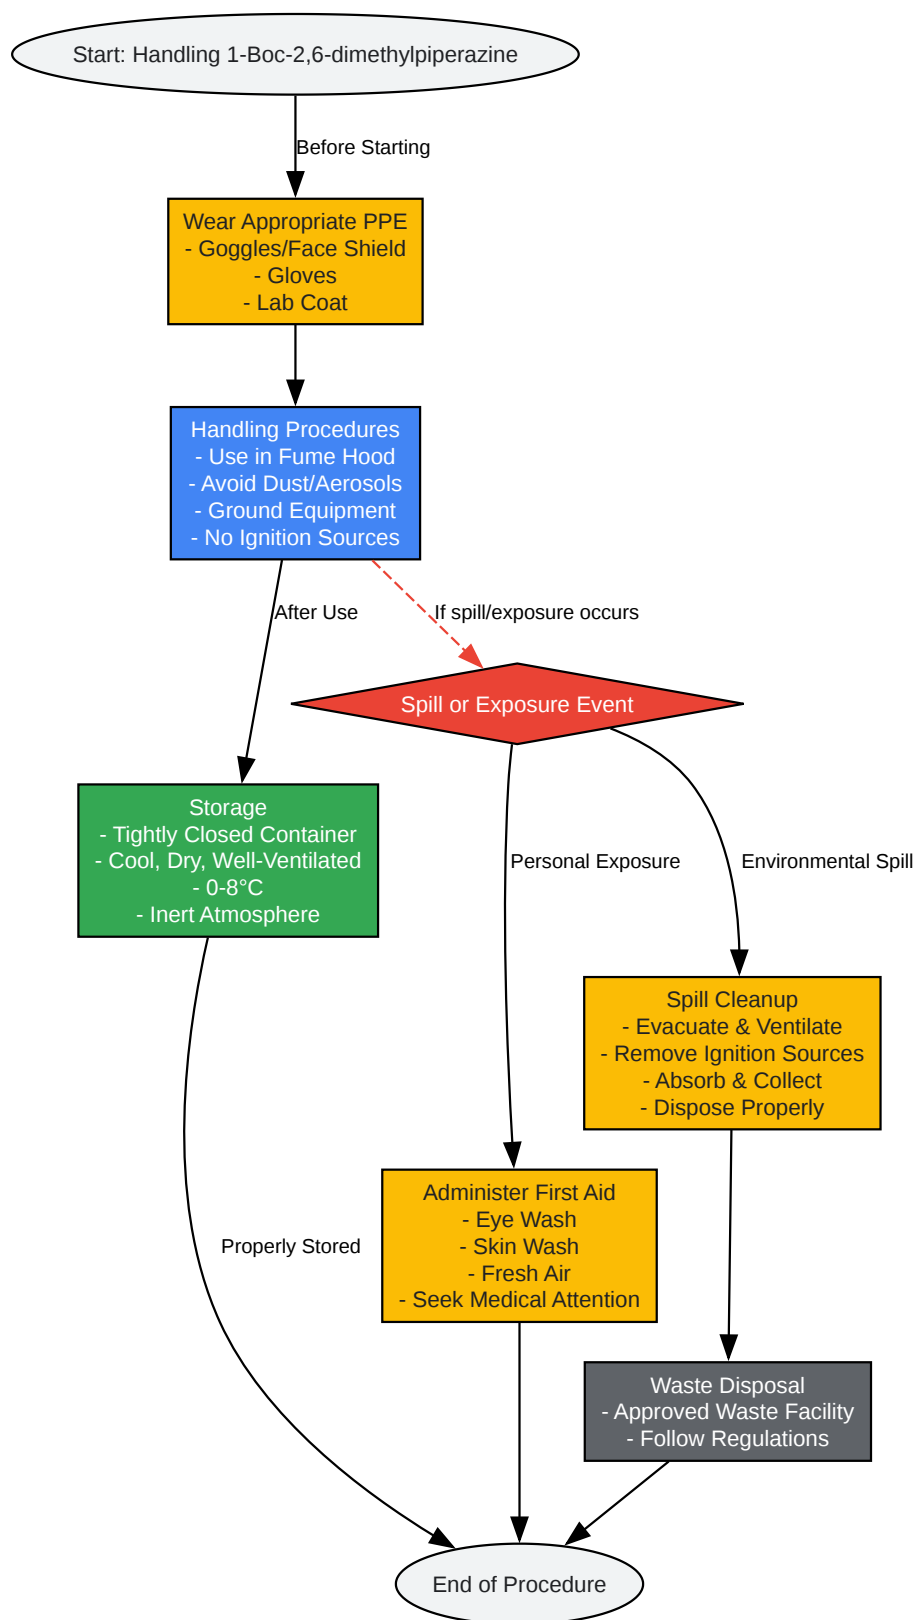 Start: Handling 1-Boc-2,6-dimethylpiperazine
Before Starting
Wear Appropriate PPE
- Goggles/Face Shield
- Gloves
- Lab Coat
Handling Procedures
- Use in Fume Hood
- Avoid Dust/Aerosols
- Ground Equipment
- No Ignition Sources
After Use
If spill/exposure occurs
Spill or Exposure Event
Storage
- Tightly Closed Container
- Cool, Dry, Well-Ventilated
- 0-8°C
- Inert Atmosphere
Personal Exposure
Environmental Spill
Spill Cleanup
- Evacuate & Ventilate
- Remove Ignition Sources
- Absorb & Collect
- Dispose Properly
Administer First Aid
- Eye Wash
- Skin Wash
- Fresh Air
- Seek Medical Attention
Properly Stored
Waste Disposal
- Approved Waste Facility
- Follow Regulations
End of Procedure